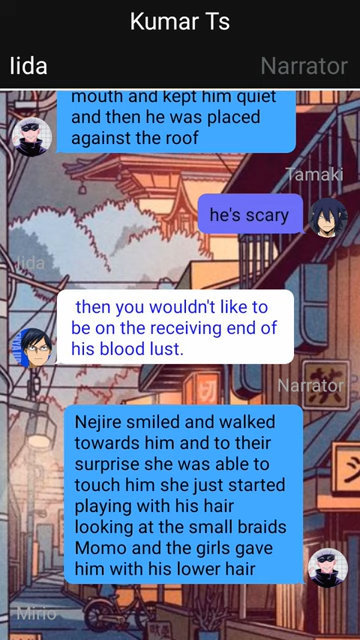 Kumar Ts
Iida
Narrator
mouth and kept him quiet
and then he was placed
against the roof
Tamaki
he's scary
Iida
then you wouldn't like to
be on the receiving end of
his blood lust.
Narrator
切
Nejire smiled and walked
towards him and to their
surprise she was able to
touch him she just started
playing with his hair
looking at the small braids
Momo and the girls gave
him with his lower hair
Mirio